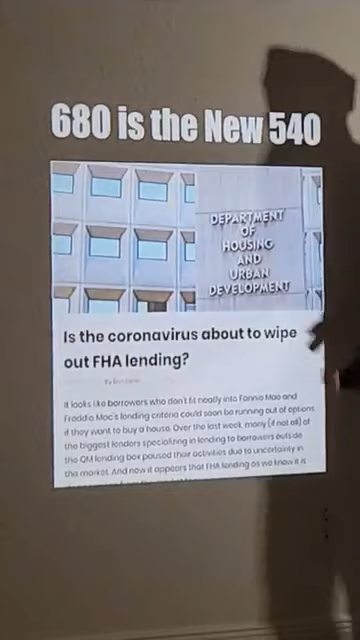 680 is the New 540
DEPARTMENT
OF
HOUSING
AND
URBAN
DEVELOPMENT
Is the coronavirus about to wipe
out FHA lending?
It looks like borrowers who don't fit neatly into Fannie Mae and
Freddie Mac's lending criteria could soon be running out of options
if they want to buy a house. Over the last week, many (if not all) of
the biggest lenders specializing in lending to borrowers outside
the QM lending box paused their activities due to uncertainty in
the market. And now it appears that FHA lending as we know it is